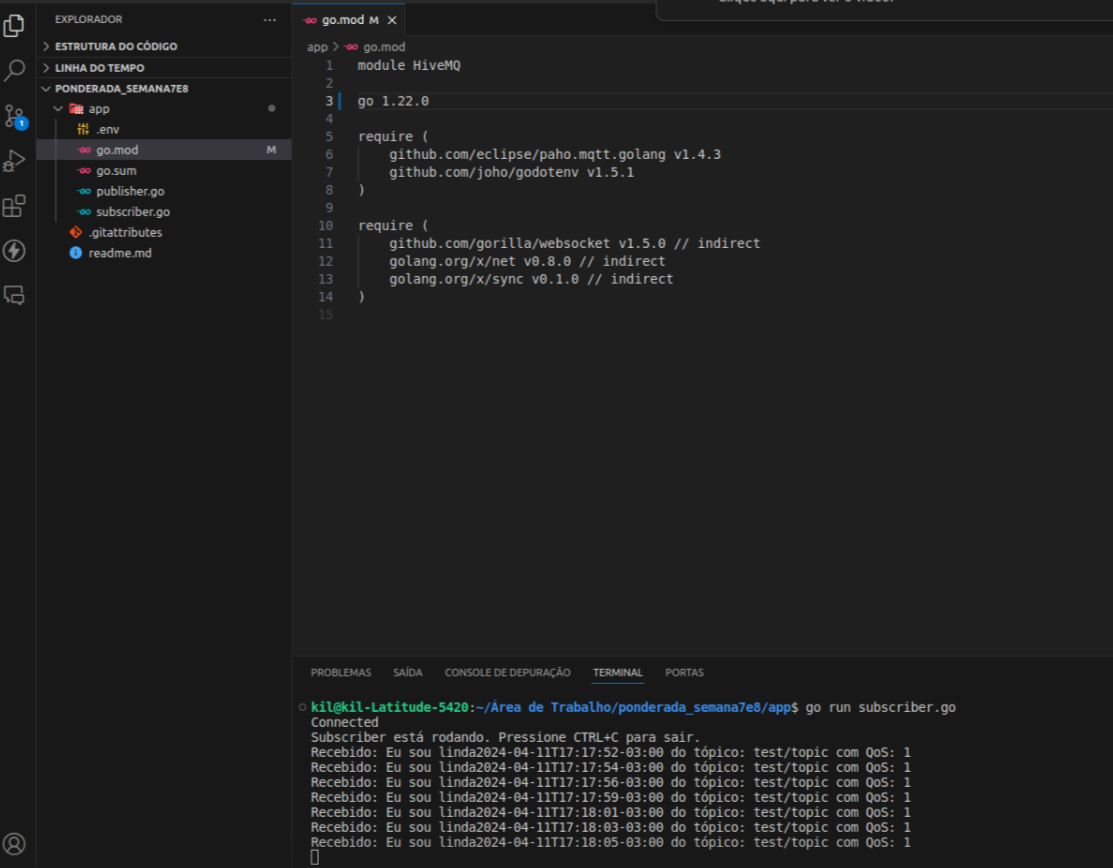 EXPLORADOR
ESTRUTURA DO CÓDIGO
LINHA DO TEMPO
PONDERADA_SEMANA7E8
app
.env
go.mod M
go.sum
publisher.go
subscriber.go
.gitattributes
readme.md
1
go.mod M
app > go.mod
1 module HiveMQ
2
3 go 1.22.0
4
5 require (
6 github.com/eclipse/paho.mqtt.golang v1.4.3
7 github.com/joho/godotenv v1.5.1
8 )
9
10 require (
11 github.com/gorilla/websocket v1.5.0 // indirect
12 golang.org/x/net v0.8.0 // indirect
13 golang.org/x/sync v0.1.0 // indirect
14 )
15
PROBLEMAS SAÍDA CONSOLE DE DEPURAÇÃO TERMINAL PORTAS
kil@kil-Latitude-5420:~/Área de Trabalho/ponderada_semana7e8/app$ go run subscriber.go
Connected
Subscriber está rodando. Pressione CTRL+C para sair.
Recebido: Eu sou linda2024-04-11T17:17:52-03:00 do tópico: test/topic com QoS: 1
Recebido: Eu sou linda2024-04-11T17:17:54-03:00 do tópico: test/topic com QoS: 1
Recebido: Eu sou linda2024-04-11T17:17:56-03:00 do tópico: test/topic com QoS: 1
Recebido: Eu sou linda2024-04-11T17:17:59-03:00 do tópico: test/topic com QoS: 1
Recebido: Eu sou linda2024-04-11T17:18:01-03:00 do tópico: test/topic com QoS: 1
Recebido: Eu sou linda2024-04-11T17:18:03-03:00 do tópico: test/topic com QoS: 1
Recebido: Eu sou linda2024-04-11T17:18:05-03:00 do tópico: test/topic com QoS: 1